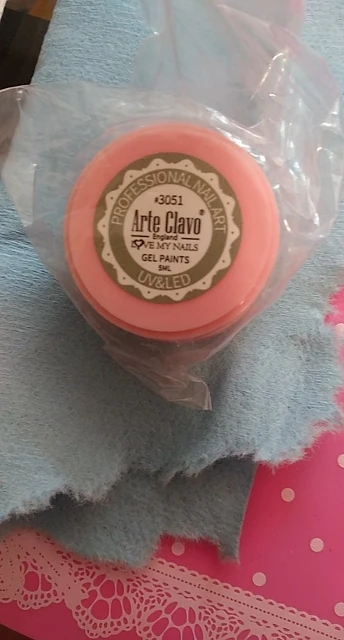 PROFESSIONAL NAIL ART
#3051
Arte Clavo®
England
LOVE MY NAILS
GEL PAINTS
5ML
UV&LED